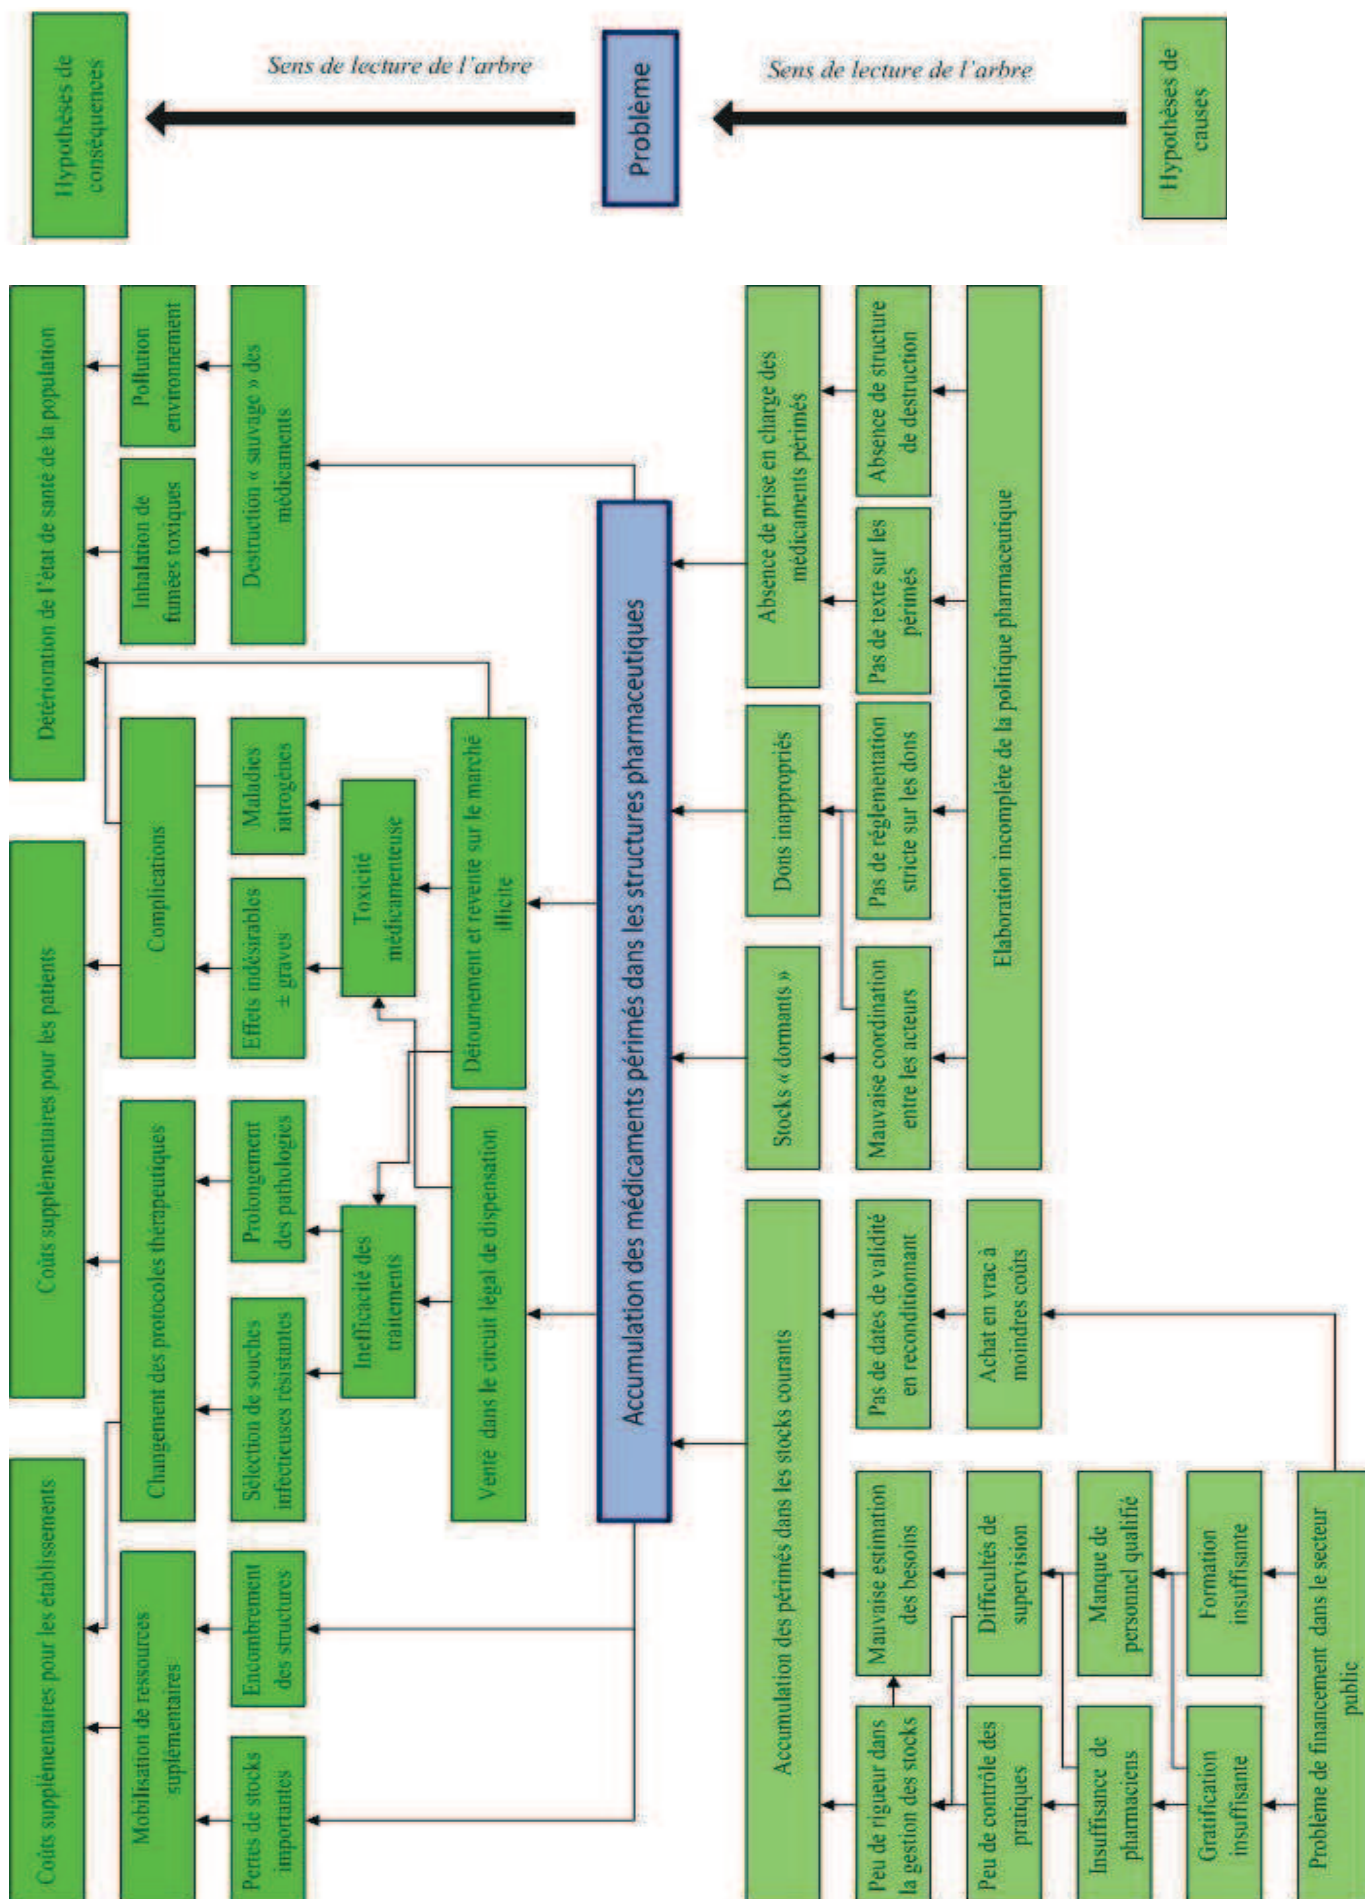 Coûts supplémentaires pour les établissements
Coûts supplémentaires pour les patients
Détérioration de l'état de santé de la population
Hypothèses de
conséquences
Mobilisation de ressources
suplémentaires
Changement des protocoles thérapeutiques
Complications
Inhalation de
fumées toxiques
Pollution
environnement
Pertes de stocks
importantes
Encombrement
des structures
Sélection de souches
infectieuses résistantes
Prolongement
des pathologies
Effets indésirables
± graves
Maladies
iatrogènes
Destruction « sauvage » des
médicaments
Sens de lecture de l'arbre
Inefficacité des
traitements
Toxicité
médicamenteuse
Vente dans le circuit légal de dispensation
Détournement et revente sur le marché
illicite
Accumulation des médicaments périmés dans les structures pharmaceutiques
Problème
Accumulation des périmés dans les stocks courants
Stocks « dormants »
Dons inappropriés
Absence de prise en charge des
médicaments périmés
Sens de lecture de l'arbre
Peu de rigueur dans
la gestion des stocks
Mauvaise estimation
des besoins
Pas de dates de validité
en reconditionnant
Mauvaise coordination
entre les acteurs
Pas de réglementation
stricte sur les dons
Pas de texte sur les
périmés
Absence de structure
de destruction
Peu de contrôle des
pratiques
Difficultés de
supervision
Achat en vrac à
moindres coûts
Elaboration incomplète de la politique pharmaceutique
Insuffisance de
pharmaciens
Manque de
personnel qualifié
Gratification
insuffisante
Formation
insuffisante
Hypothèses de
causes
Problème de financement dans le secteur
public